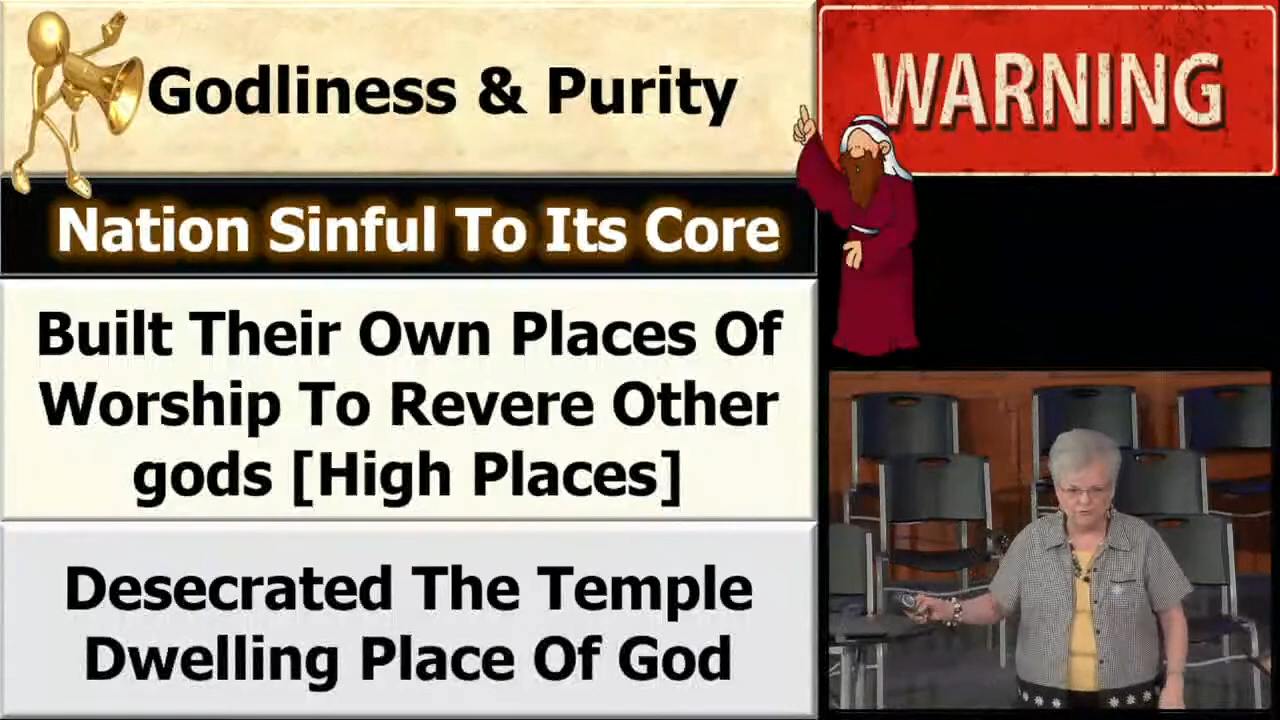 Godliness & Purity
WARNING
Nation Sinful To Its Core
Built Their Own Places Of
Worship To Revere Other
gods [High Places]
Desecrated The Temple
Dwelling Place Of God